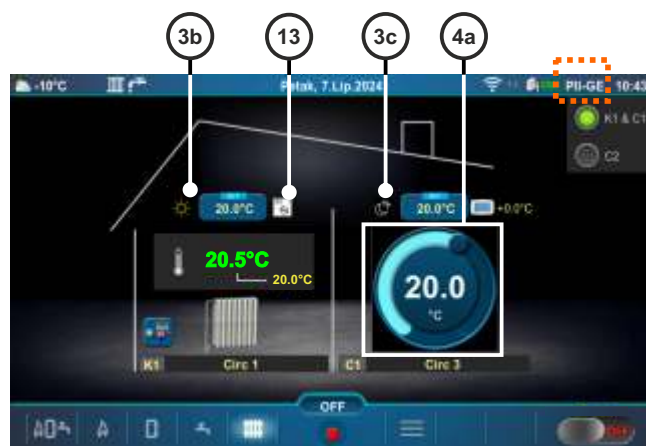 3b 13 3c 4a
-10°C Petak, 7.Lip.2024 PII-GE 10:43
K1 & C1
C2
20.0°C 20.0°C +0.0°C
20.5°C
20.0°C
20.0
°C
K1 Circ 1 C1 Circ 3
OFF
OFF